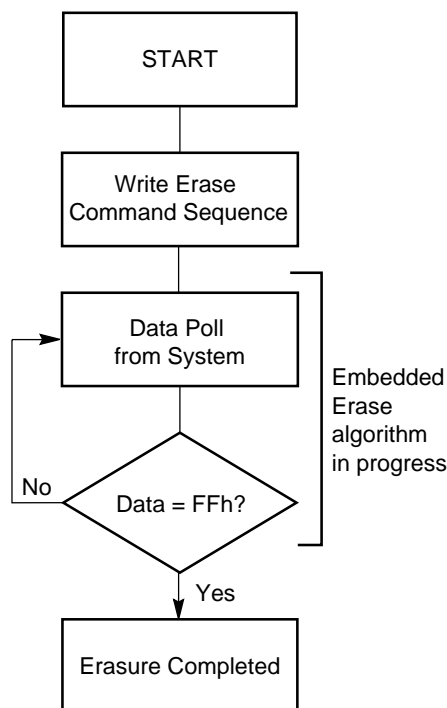 START
Write Erase
Command Sequence
Data Poll
from System
Embedded
Erase
algorithm
in progress
No
Data = FFh?
Yes
Erasure Completed